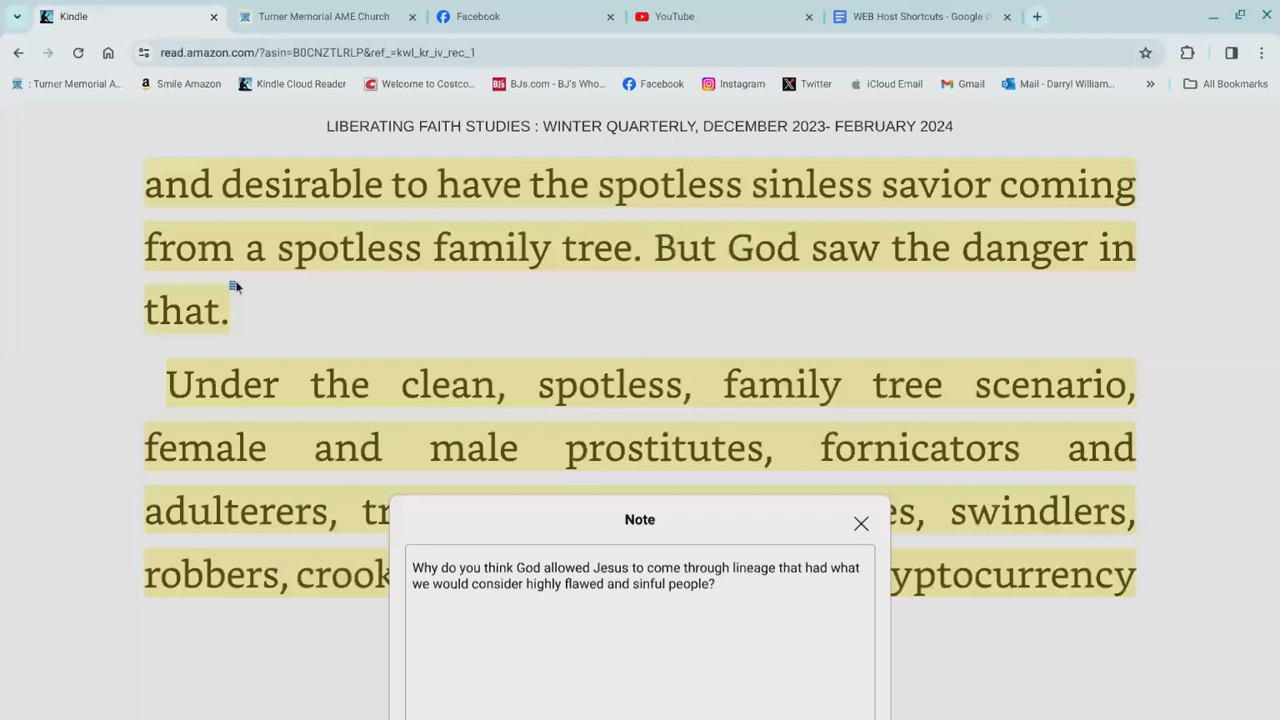 Kindle
Turner Memorial AME Church
Facebook
YouTube
WEB Host Shortcuts - Google D
read.amazon.com/?asin=B0CNZTLRLP&ref_=kwl_kr_iv_rec_1
: Turner Memorial A...
Smile Amazon
Kindle Cloud Reader
Welcome to Costco...
BJs.com - BJ's Who...
Facebook
Instagram
Twitter
iCloud Email
Gmail
Mail - Darryl William...
All Bookmarks
LIBERATING FAITH STUDIES : WINTER QUARTERLY, DECEMBER 2023- FEBRUARY 2024
and desirable to have the spotless sinless savior coming
from a spotless family tree. But God saw the danger in
that.
Under the clean, spotless, family tree scenario,
female and male prostitutes, fornicators and
adulterers, tr es, swindlers,
robbers, crook yptocurrency
Note
Why do you think God allowed Jesus to come through lineage that had what
we would consider highly flawed and sinful people?